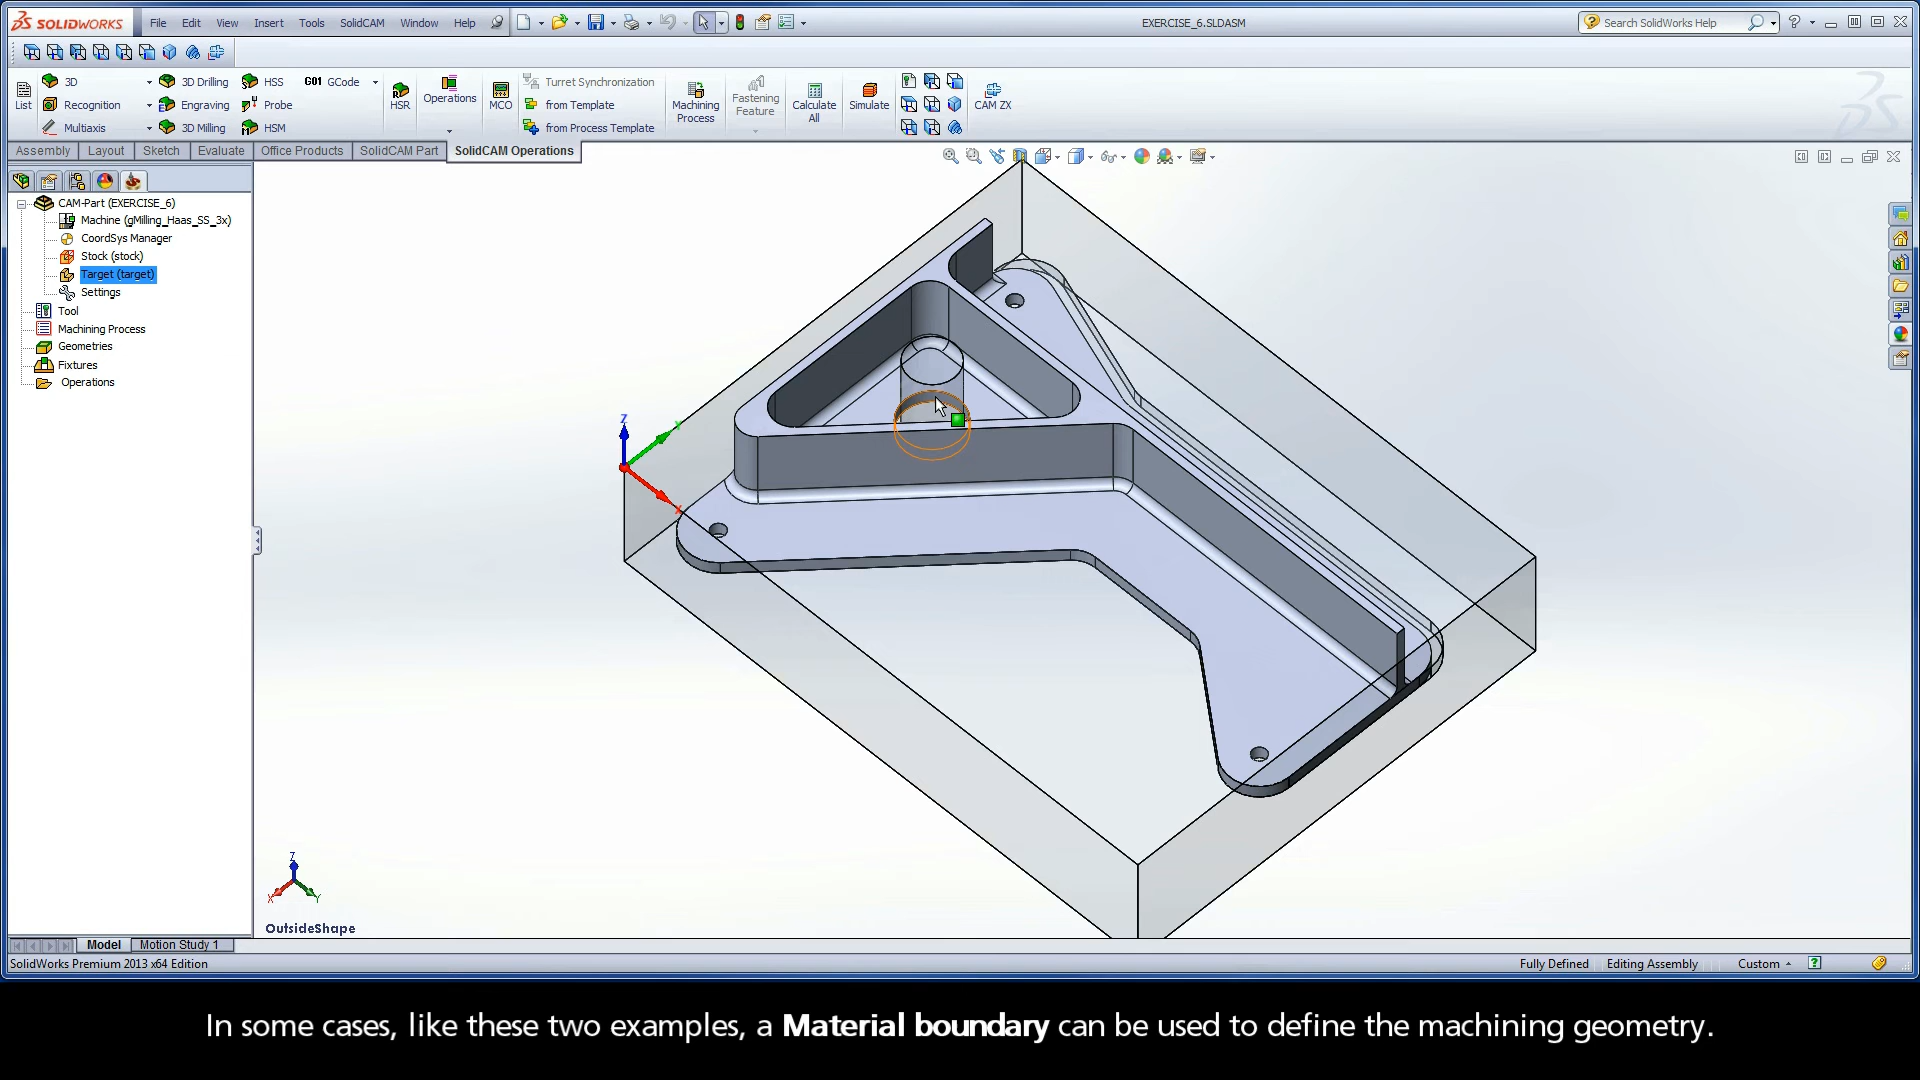 SOLIDWORKS
File Edit View Insert Tools SolidCAM Window Help
EXERCISE_6.SLDASM
Search SolidWorks Help
List
3D
Recognition
Multiaxis
3D Drilling
Engraving
3D Milling
HSS
Probe
HSM
G01 GCode
HSR
Operations
MCO
Turret Synchronization
from Template
from Process Template
Machining Process
Fastening Feature
Calculate All
Simulate
CAM ZX
Assembly Layout Sketch Evaluate Office Products SolidCAM Part SolidCAM Operations
CAM-Part (EXERCISE_6)
Machine (gMilling_Haas_SS_3x)
CoordSys Manager
Stock (stock)
Target (target)
Settings
Tool
Machining Process
Geometries
Fixtures
Operations
Z
Y
X
Z
X
Y
OutsideShape
Model Motion Study 1
SolidWorks Premium 2013 x64 Edition
Fully Defined Editing Assembly Custom
In some cases, like these two examples, a Material boundary can be used to define the machining geometry.